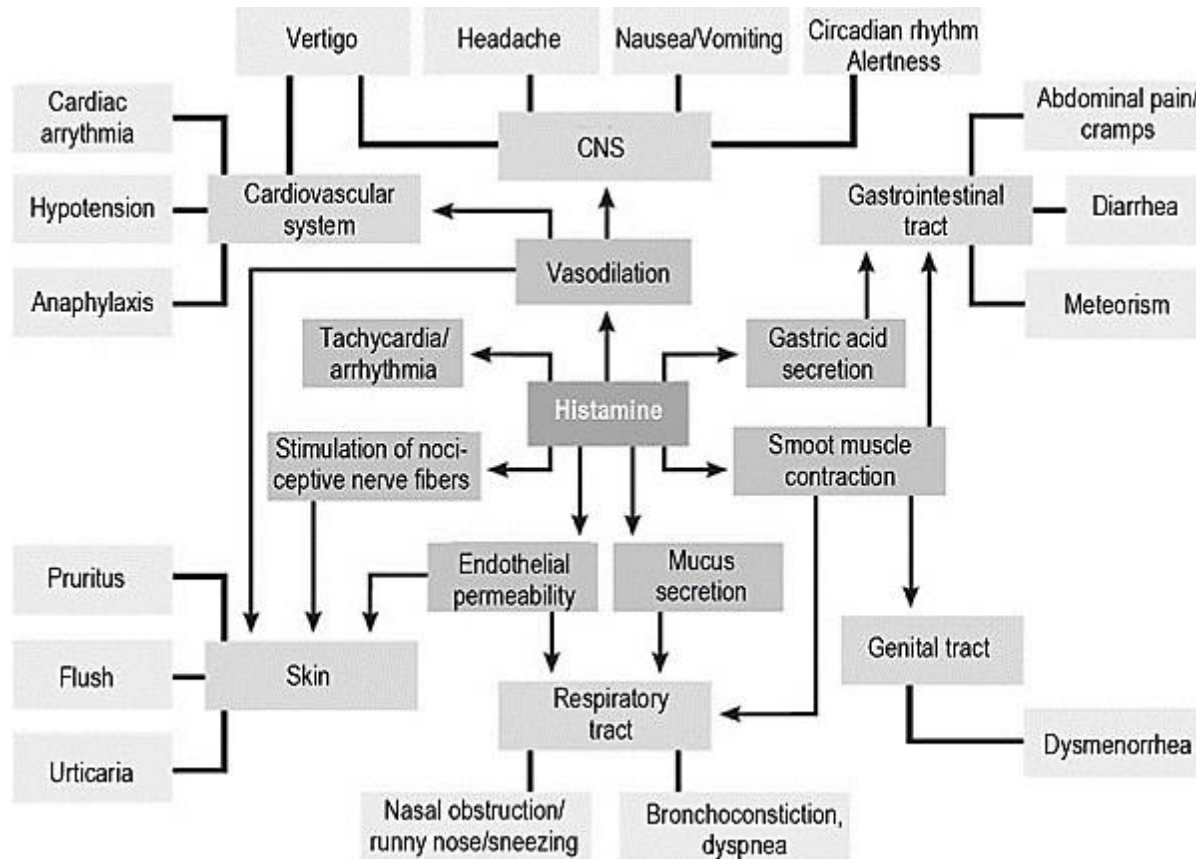 Vertigo
Headache
Nausea/Vomiting
Circadian rhythm
Alertness
Cardiac
arrythmia
CNS
Abdominal pain/
cramps
Hypotension
Cardiovascular
system
Gastrointestinal
tract
Diarrhea
Anaphylaxis
Vasodilation
Meteorism
Tachycardia/
arrhythmia
Gastric acid
secretion
Histamine
Stimulation of noci-
ceptive nerve fibers
Smoot muscle
contraction
Pruritus
Endothelial
permeability
Mucus
secretion
Flush
Skin
Genital tract
Respiratory
tract
Urticaria
Dysmenorrhea
Nasal obstruction/
runny nose/sneezing
Bronchoconstiction,
dyspnea